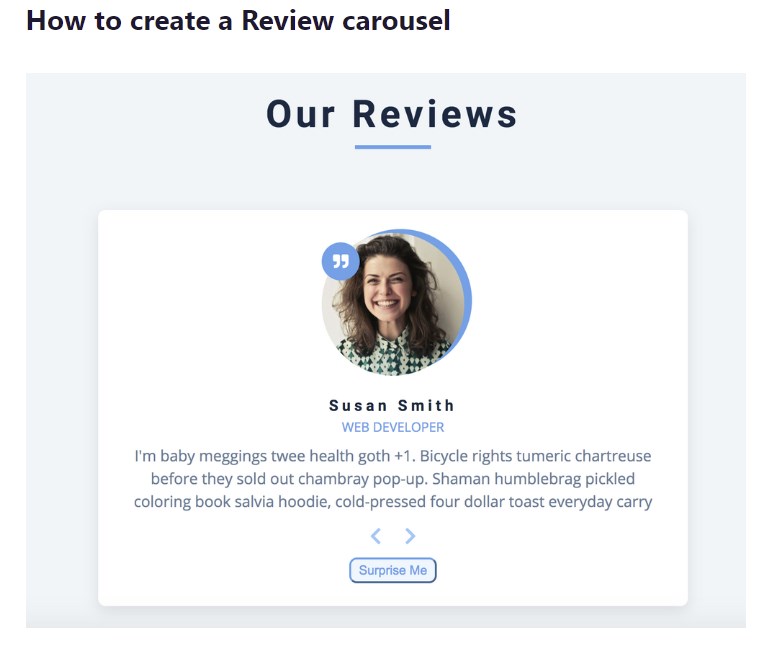 How to create a Review carousel
Our Reviews
Susan Smith
WEB DEVELOPER
I'm baby meggings twee health goth +1. Bicycle rights tumeric chartreuse
before they sold out chambray pop-up. Shaman humblebrag pickled
coloring book salvia hoodie, cold-pressed four dollar toast everyday carry
Surprise Me